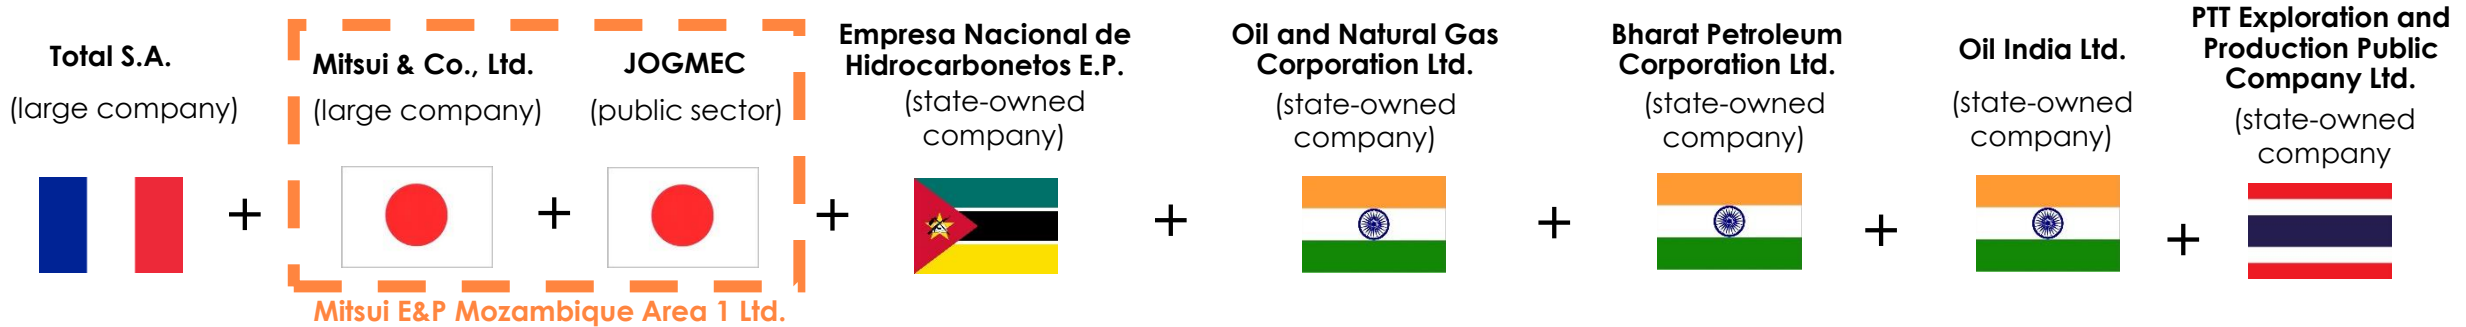 Total S.A.
(large company)
Mitsui & Co., Ltd.
(large company)
JOGMEC
(public sector)
Mitsui E&P Mozambique Area 1 Ltd.
Empresa Nacional de
Hidrocarbonetos E.P.
(state-owned
company)
Oil and Natural Gas
Corporation Ltd.
(state-owned
company)
Bharat Petroleum
Corporation Ltd.
(state-owned
company)
Oil India Ltd.
(state-owned
company)
PTT Exploration and
Production Public
Company Ltd.
(state-owned
company